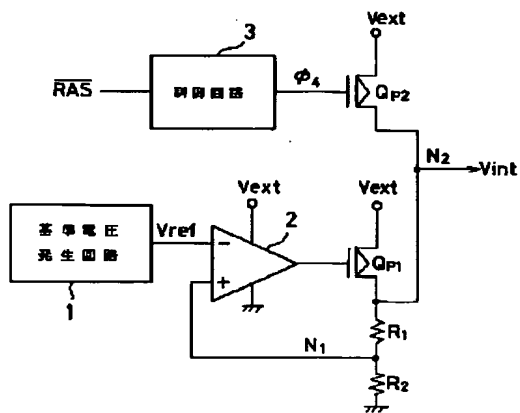 3
Vext
RAS
制御回路
φ4
QP2
N2
Vint
Vext
Vext
2
基準電圧
発生回路
Vref
−
+
QP1
1
N1
R1
R2